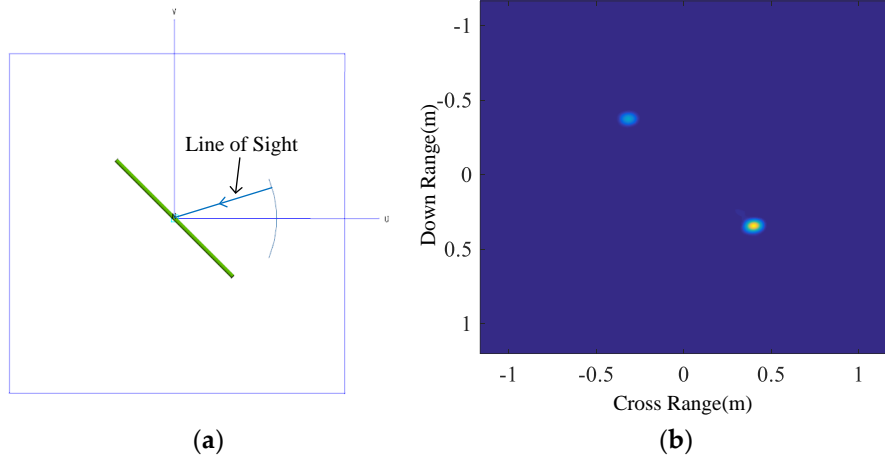 V
Line of Sight
U
(a)
Down Range(m)
-1
-0.5
0
0.5
1
-1 -0.5 0 0.5 1
Cross Range(m)
(b)